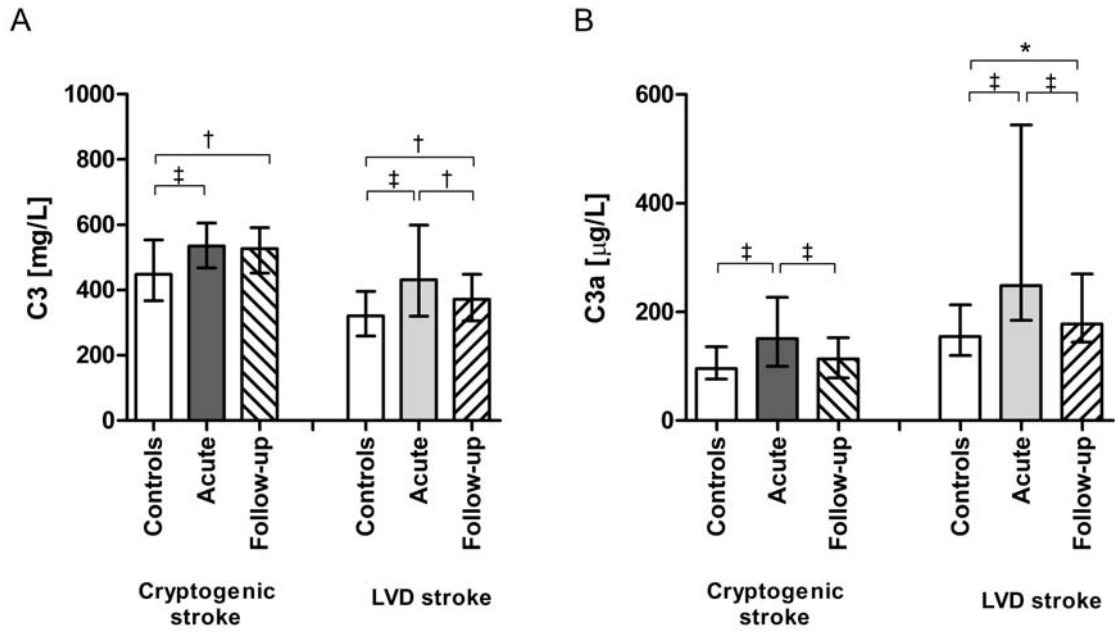 A
C3 [mg/L]
1000
800
600
400
200
0
†
‡
†
‡
†
Controls
Acute
Follow-up
Controls
Acute
Follow-up
Cryptogenic
stroke
LVD stroke
B
C3a [µg/L]
600
400
200
0
‡
‡
*
‡
‡
Controls
Acute
Follow-up
Controls
Acute
Follow-up
Cryptogenic
stroke
LVD stroke